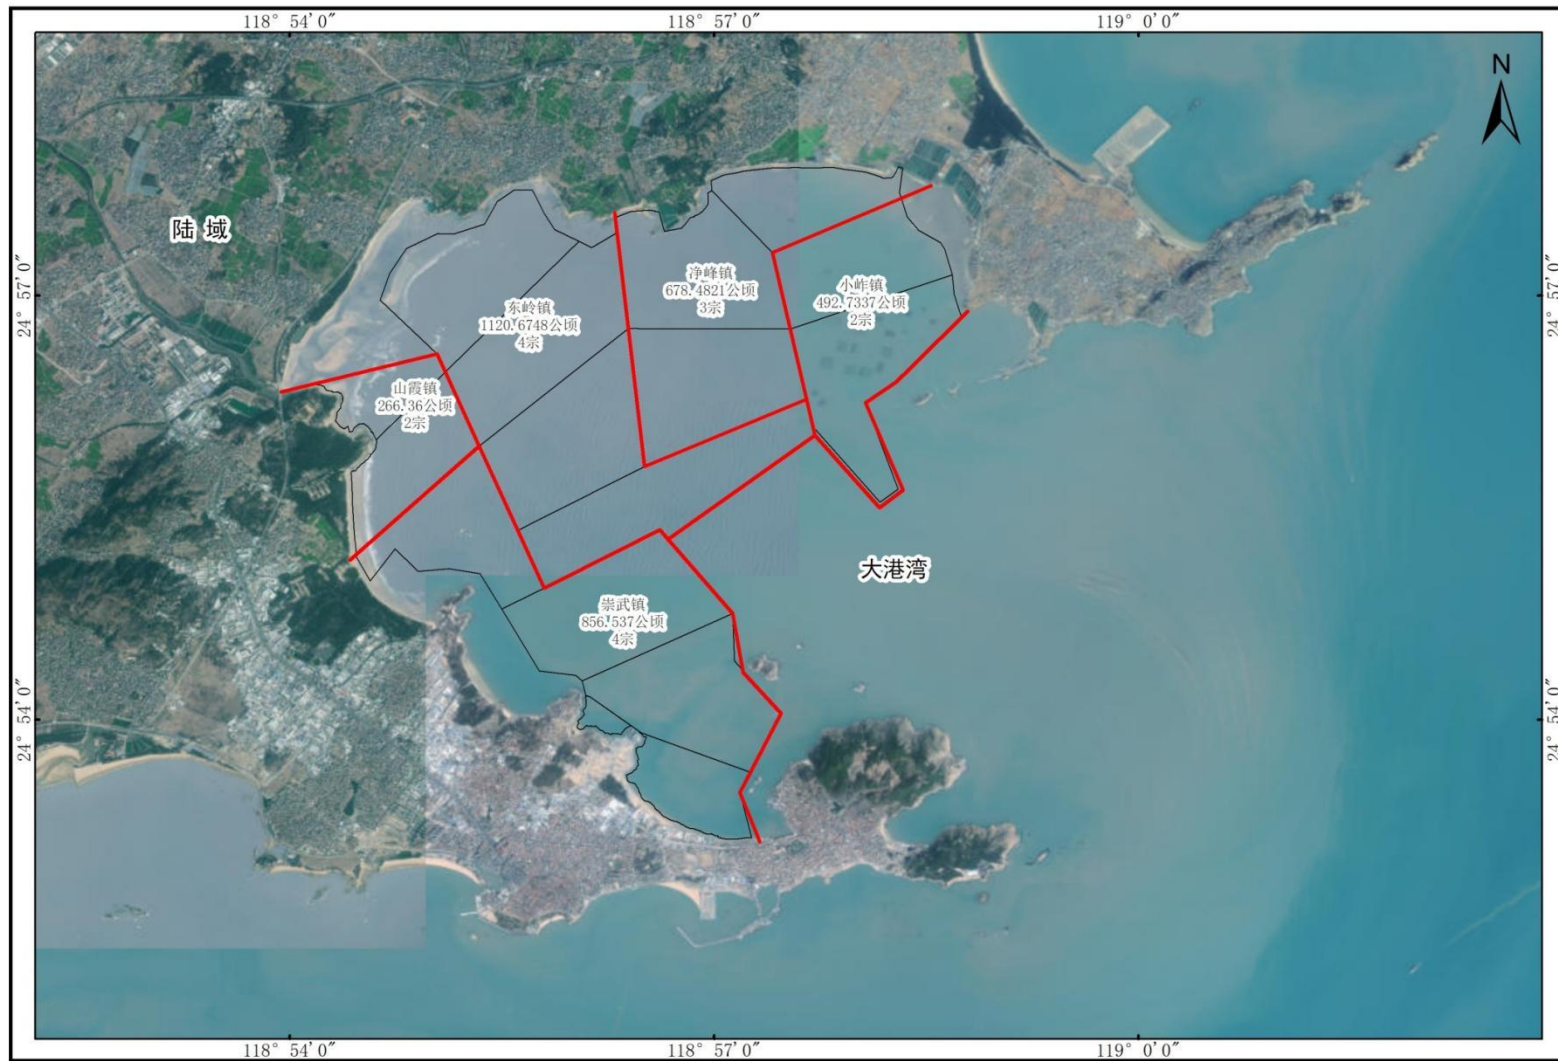 118° 54′0″
118° 57′0″
119° 0′0″
N
陆 域
24° 57′0″
24° 57′0″
净峰镇
678.4821公顷
3宗
小岞镇
492.7337公顷
2宗
东岭镇
1120.6748公顷
4宗
山霞镇
266.36公顷
2宗
大港湾
崇武镇
856.537公顷
4宗
24° 54′0″
24° 54′0″
118° 54′0″
118° 57′0″
119° 0′0″